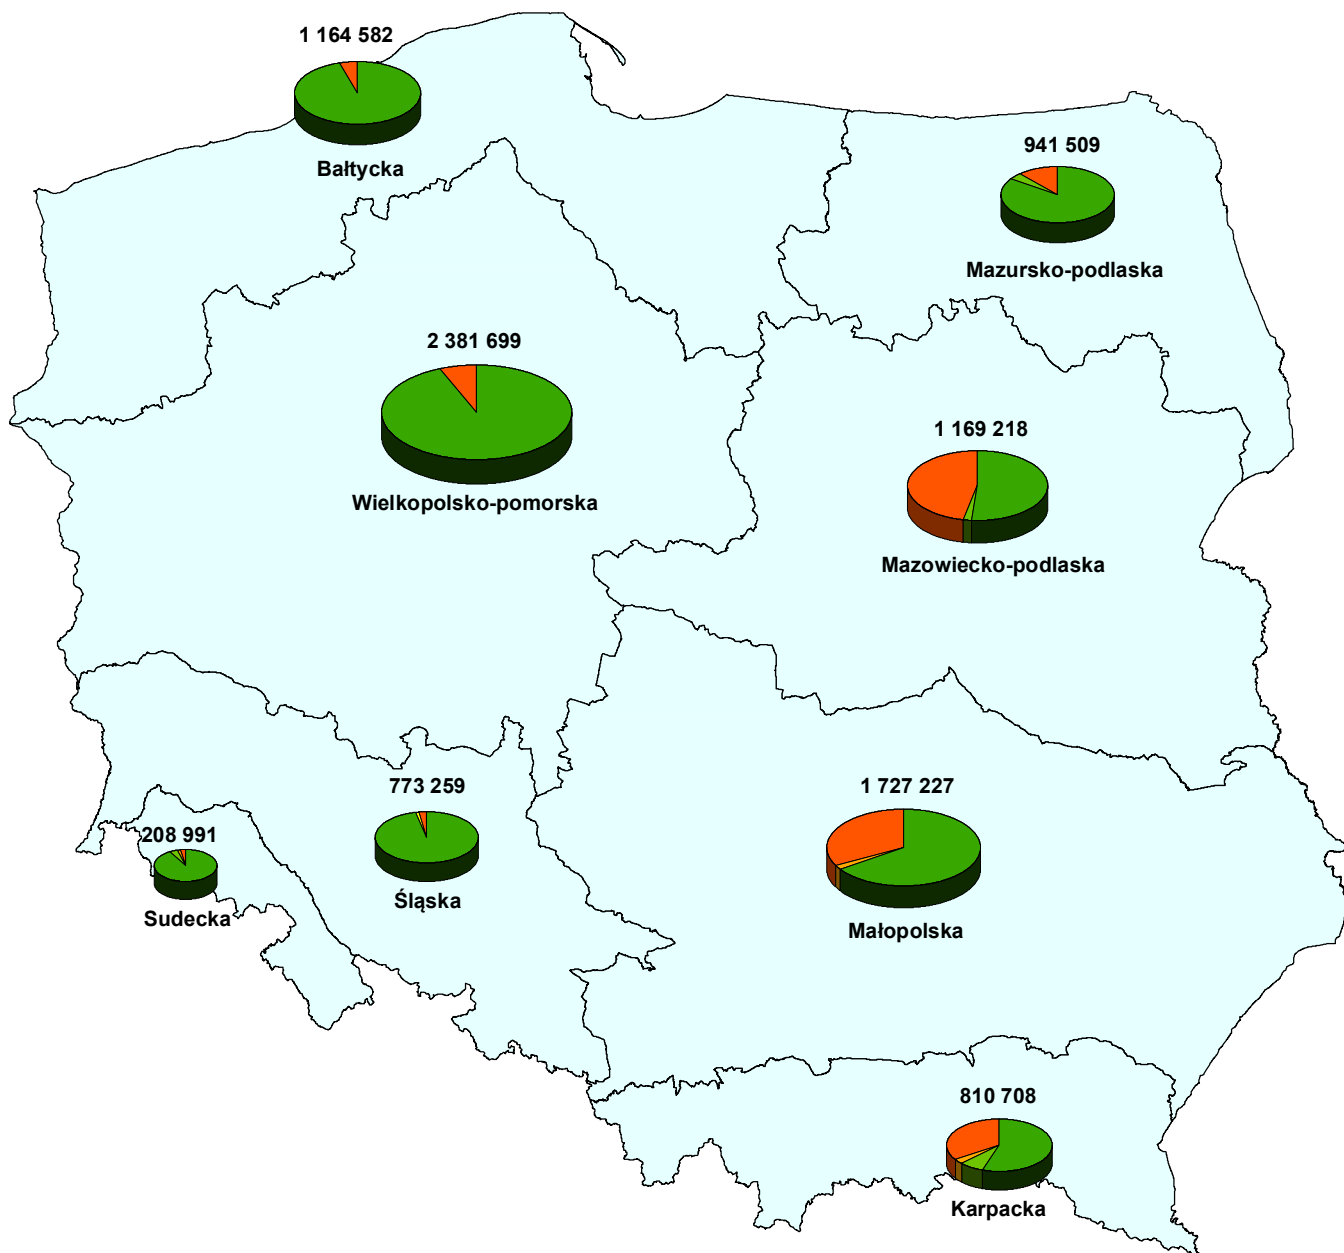 1 164 582
Bałtycka
941 509
Mazursko-podlaska
2 381 699
Wielkopolsko-pomorska
1 169 218
Mazowiecko-podlaska
773 259
Śląska
208 991
Sudecka
1 727 227
Małopolska
810 708
Karpacka